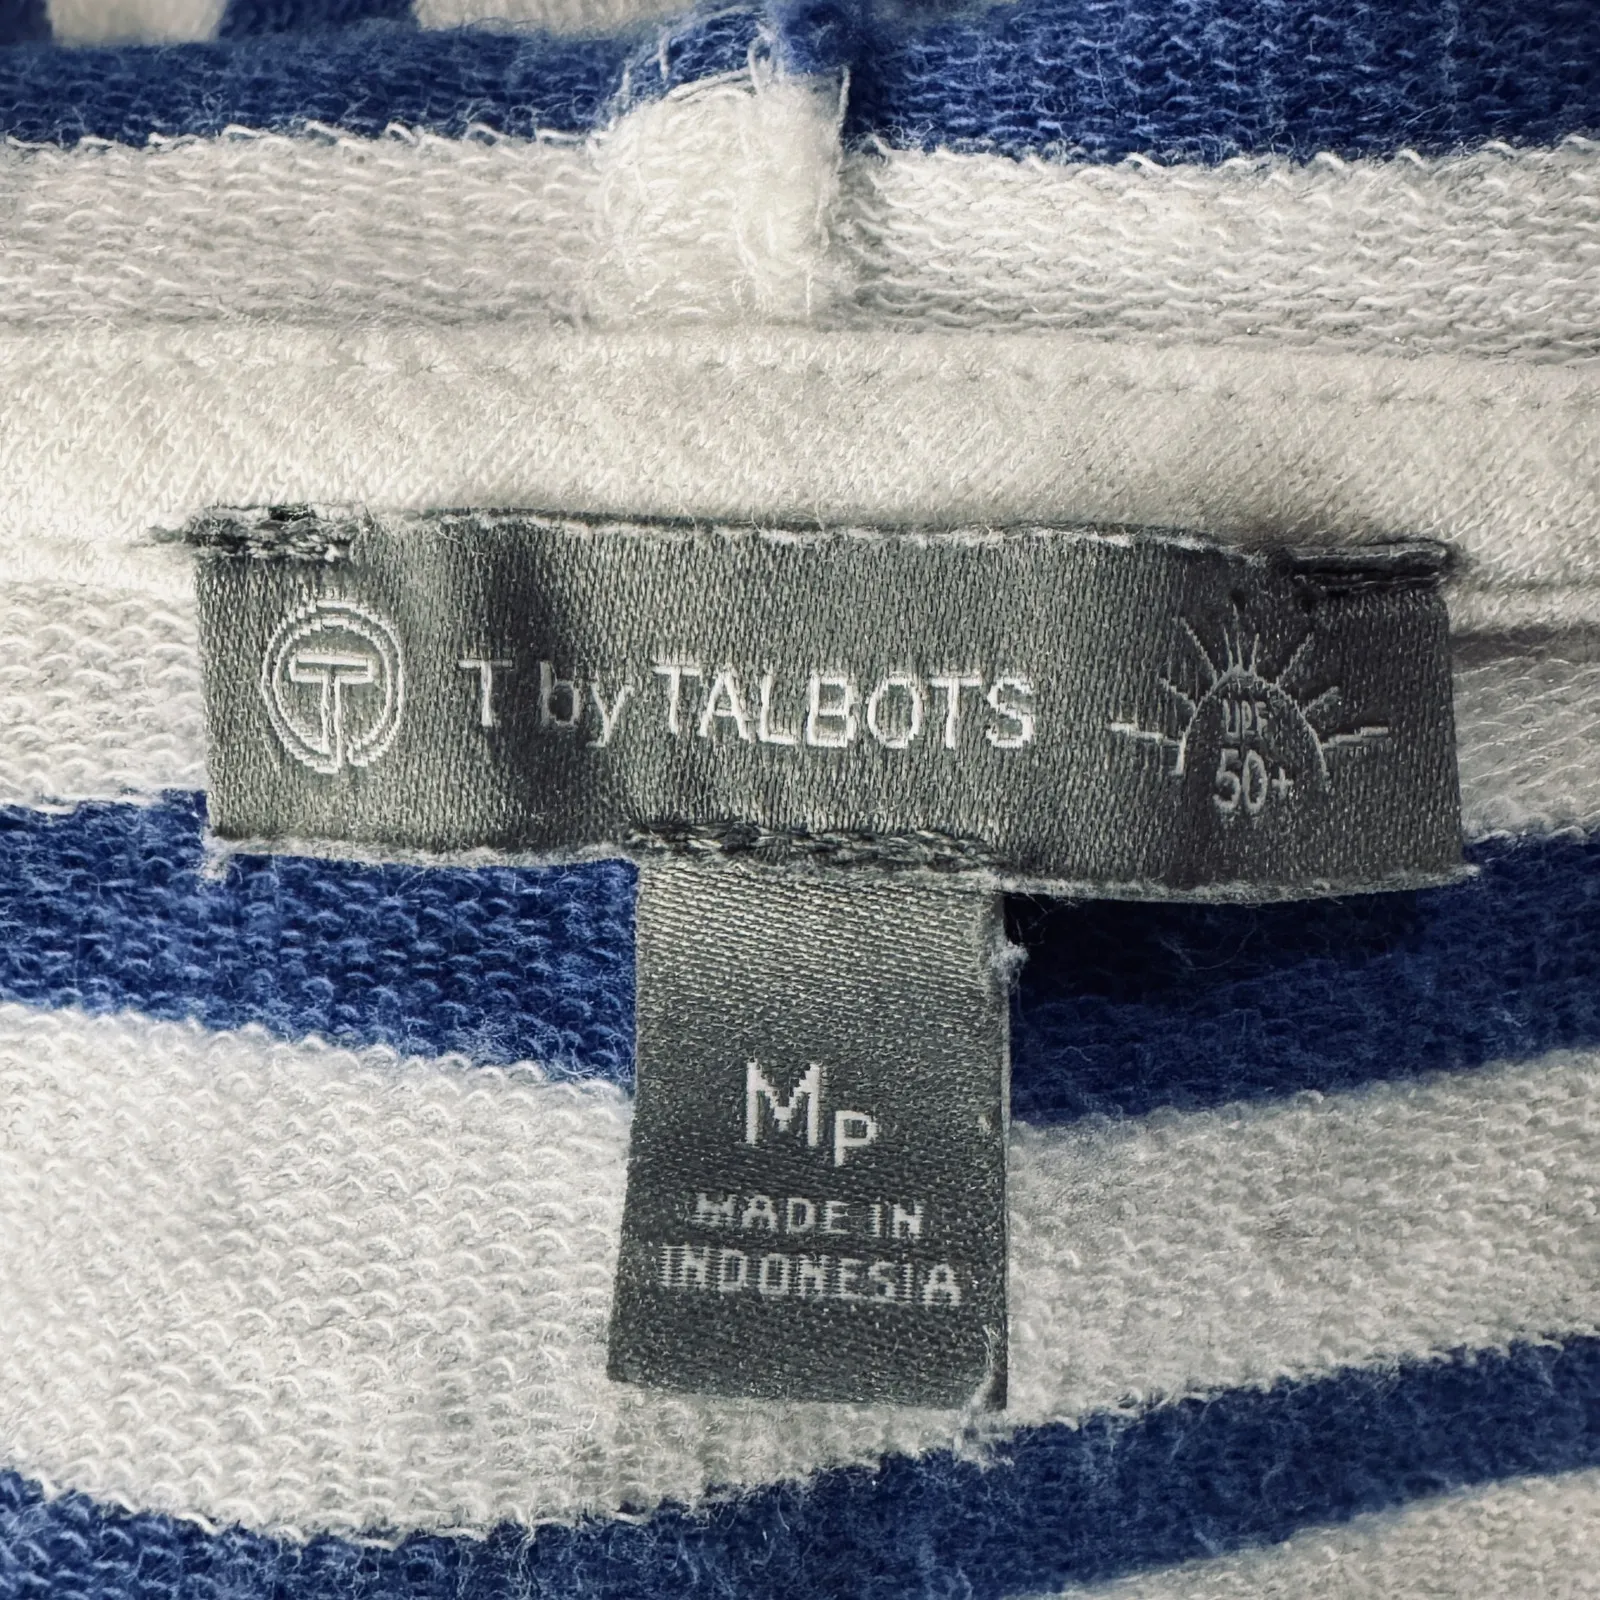 T
T by TALBOTS
UPF
50+
MP
MADE IN
INDONESIA